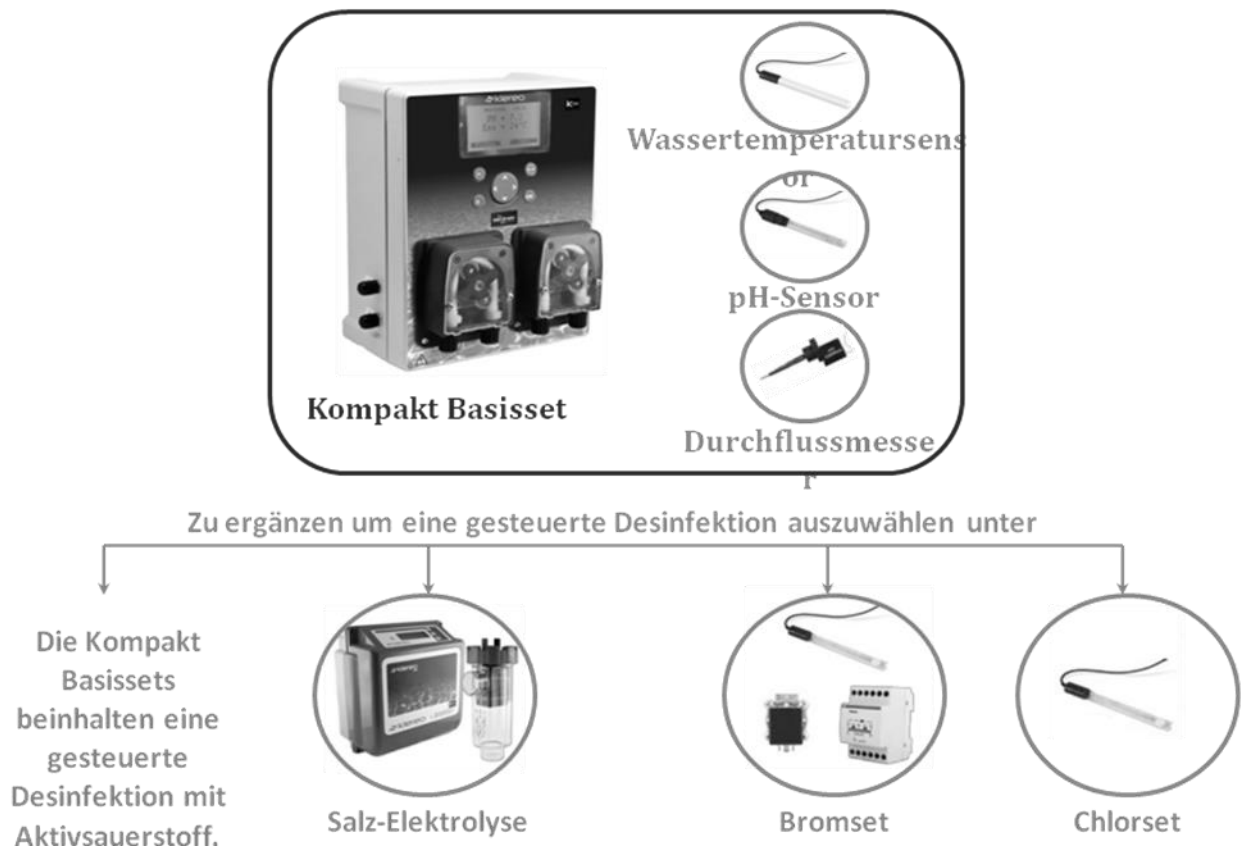 Wassertemperatursens
or
pH-Sensor
Kompakt Basisset
Durchflussmesse
r
Zu ergänzen um eine gesteuerte Desinfektion auszuwählen unter
Die Kompakt
Basissets
beinhalten eine
gesteuerte
Desinfektion mit
Aktivsauerstoff.
Salz-Elektrolyse
Bromset
Chlorset